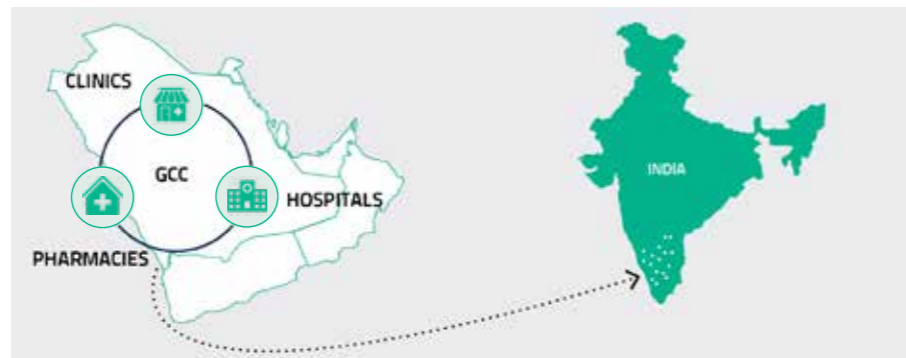 CLINICS
GCC
HOSPITALS
PHARMACIES
INDIA